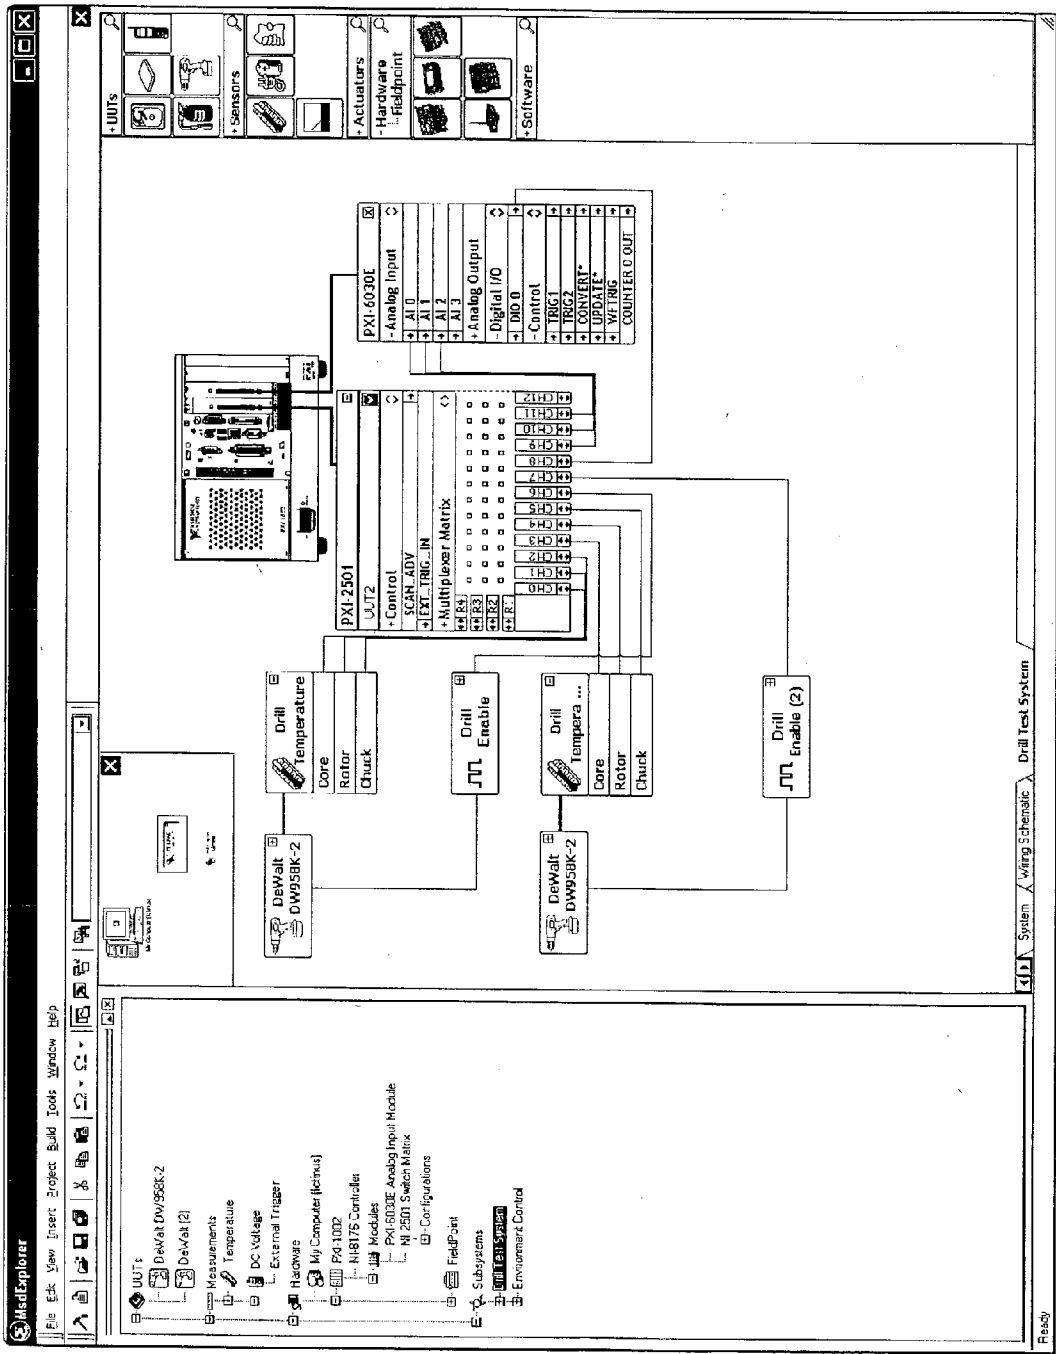 MsdExplorer
File Edit View Insert Project Build Tools Window Help
UUTs
DeWalt DW958K-2
DeWalt (2)
Measurements
Temperature
DC Voltage
External Trigger
Hardware
My Computer
PXI-1002
NI-8176 Controller
Modules
PXI-6030E Analog Input Module
NI 2501 Switch Matrix
Configurations
FieldPoint
Subsystems
Drill Test System
Environment Control
DeWalt
DW958K-2
Drill
Temperature
Core
Rotor
Chuck
Drill
Enable
DeWalt
DW958K-2
Drill
Tempera ...
Core
Rotor
Chuck
Drill
Enable (2)
PXI-2501
UUT2
+ Control
SCAN_ADV
EXT_TRIG_IN
+ Multiplexer Matrix
R4
R3
R2
R1
CH0
CH1
CH2
CH3
CH4
CH5
CH6
CH7
CH8
CH9
CH10
CH11
CH12
PXI-6030E
- Analog Input
AI 0
AI 1
AI 2
AI 3
+ Analog Output
- Digital I/O
DIO 0
- Control
TRIG1
TRIG2
CONVERT*
UPDATE*
WFTRIG
COUNTER 0 OUT
+ UUTs
+ Sensors
+ Actuators
- Hardware
Fieldpoint
+ Software
System
Wiring Schematic
Drill Test System
Ready